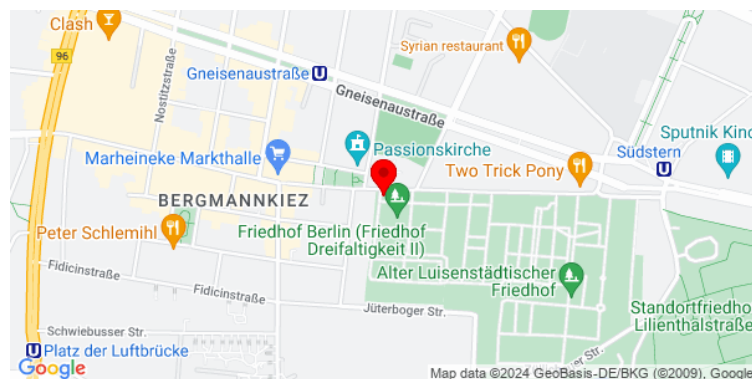 Clash
96
Nostitzstraße
Gneisenaustraße
U
Syrian restaurant
Gneisenaustraße
Passionskirche
Sputnik Kino
Südstern
U
Marheineke Markthalle
Two Trick Pony
BERGMANNKIEZ
Peter Schlemihl
Friedhof Berlin (Friedhof
Dreifaltigkeit II)
Fidicinstraße
Alter Luisenstädtischer
Friedhof
Fidicinstraße
Jüterboger Str.
Standortfriedho
Lilienthalstraße
Schwiebusser Str.
U
Platz der Luftbrücke
Str.
Google
Map data ©2024 GeoBasis-DE/BKG (©2009), Google